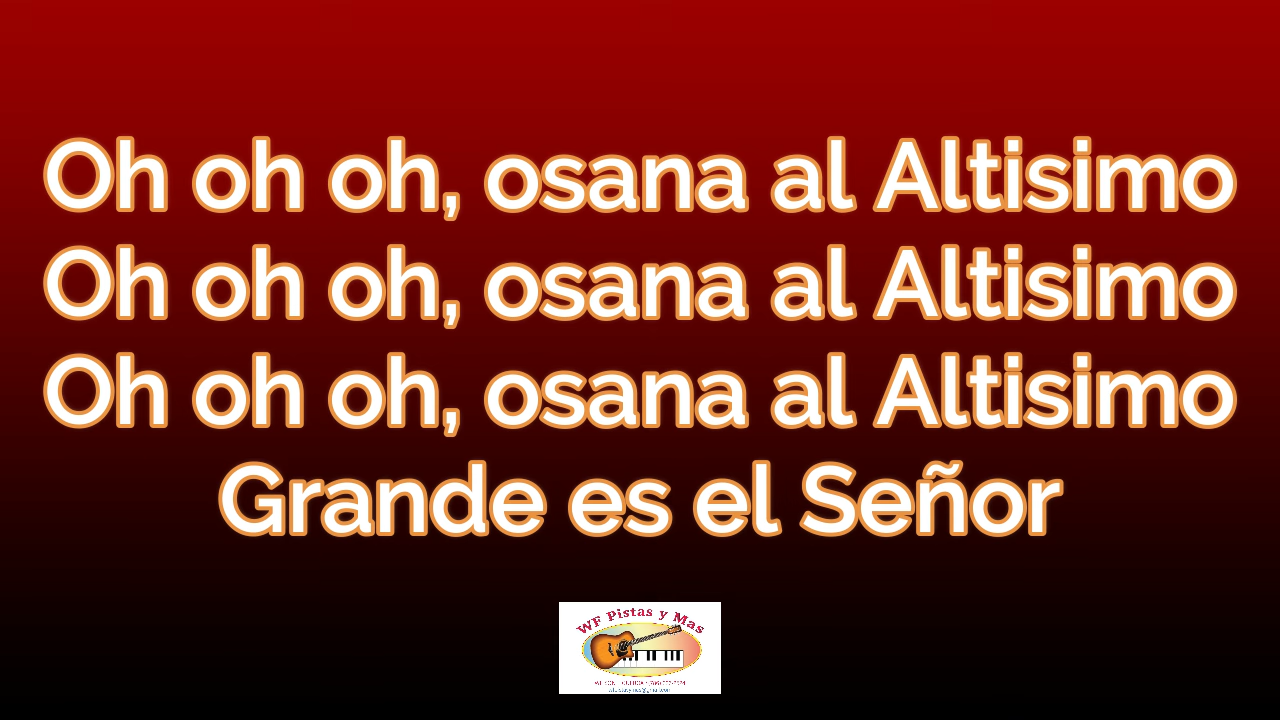 Oh oh oh, osana al Altisimo
Oh oh oh, osana al Altisimo
Oh oh oh, osana al Altisimo
Grande es el Señor
WF Pistas y Mas